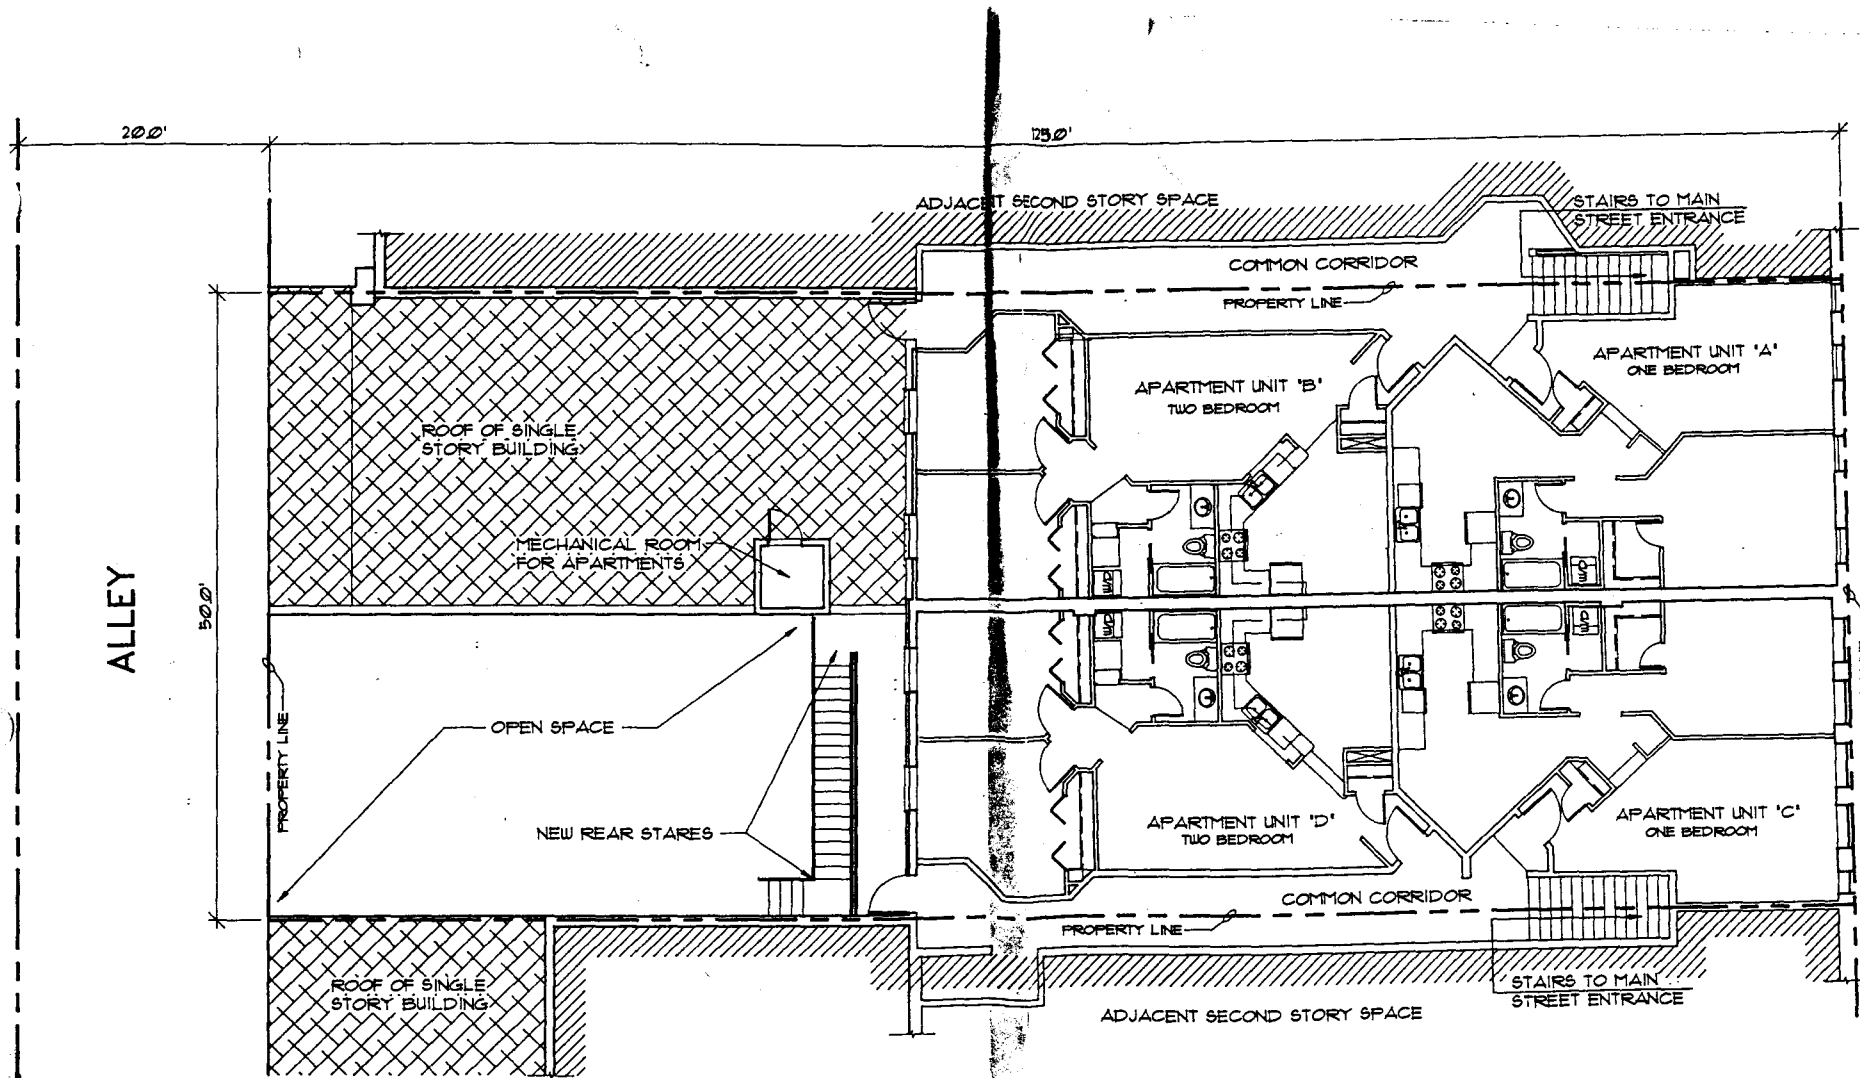 20.0'
125.0'
ADJACENT SECOND STORY SPACE
STAIRS TO MAIN
STREET ENTRANCE
COMMON CORRIDOR
PROPERTY LINE
APARTMENT UNIT "A"
ONE BEDROOM
APARTMENT UNIT "B"
TWO BEDROOM
ROOF OF SINGLE
STORY BUILDING
MECHANICAL ROOM
FOR APARTMENTS
ALLEY
50.0'
D/W
D/W
D/W
D/W
OPEN SPACE
PROPERTY LINE
NEW REAR STARES
APARTMENT UNIT "D"
TWO BEDROOM
APARTMENT UNIT "C"
ONE BEDROOM
COMMON CORRIDOR
PROPERTY LINE
ROOF OF SINGLE
STORY BUILDING
STAIRS TO MAIN
STREET ENTRANCE
ADJACENT SECOND STORY SPACE